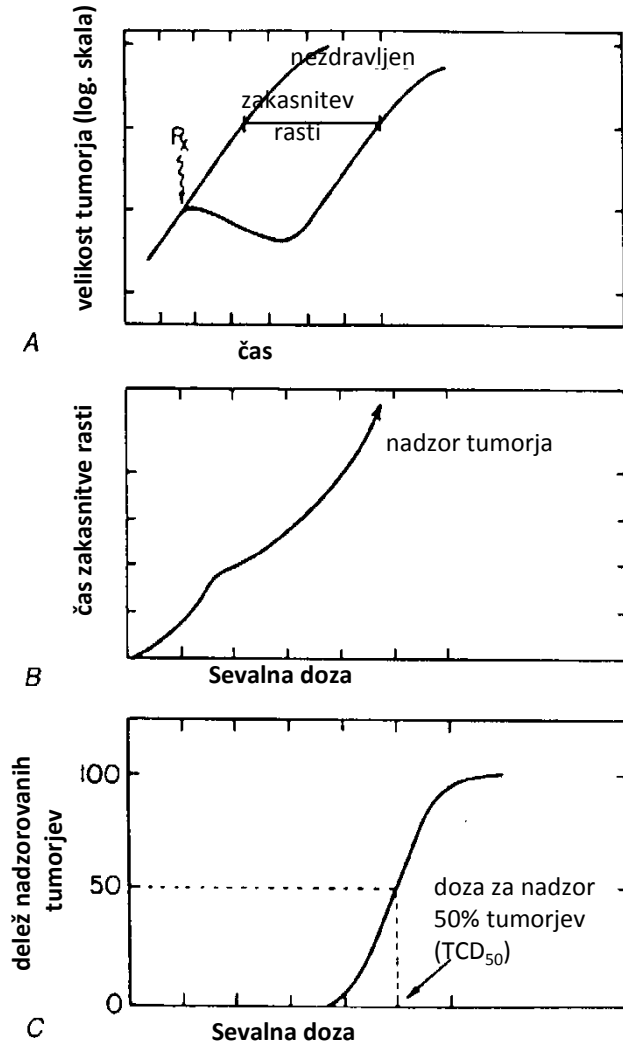 velikost tumorja (log. skala)
nezdravljen
zakasnitev
rasti
Rx
A
čas
čas zakasnitve rasti
nadzor tumorja
B
Sevalna doza
delež nadzorovanih
tumorjev
100
50
0
doza za nadzor
50% tumorjev
(TCD50)
C
Sevalna doza